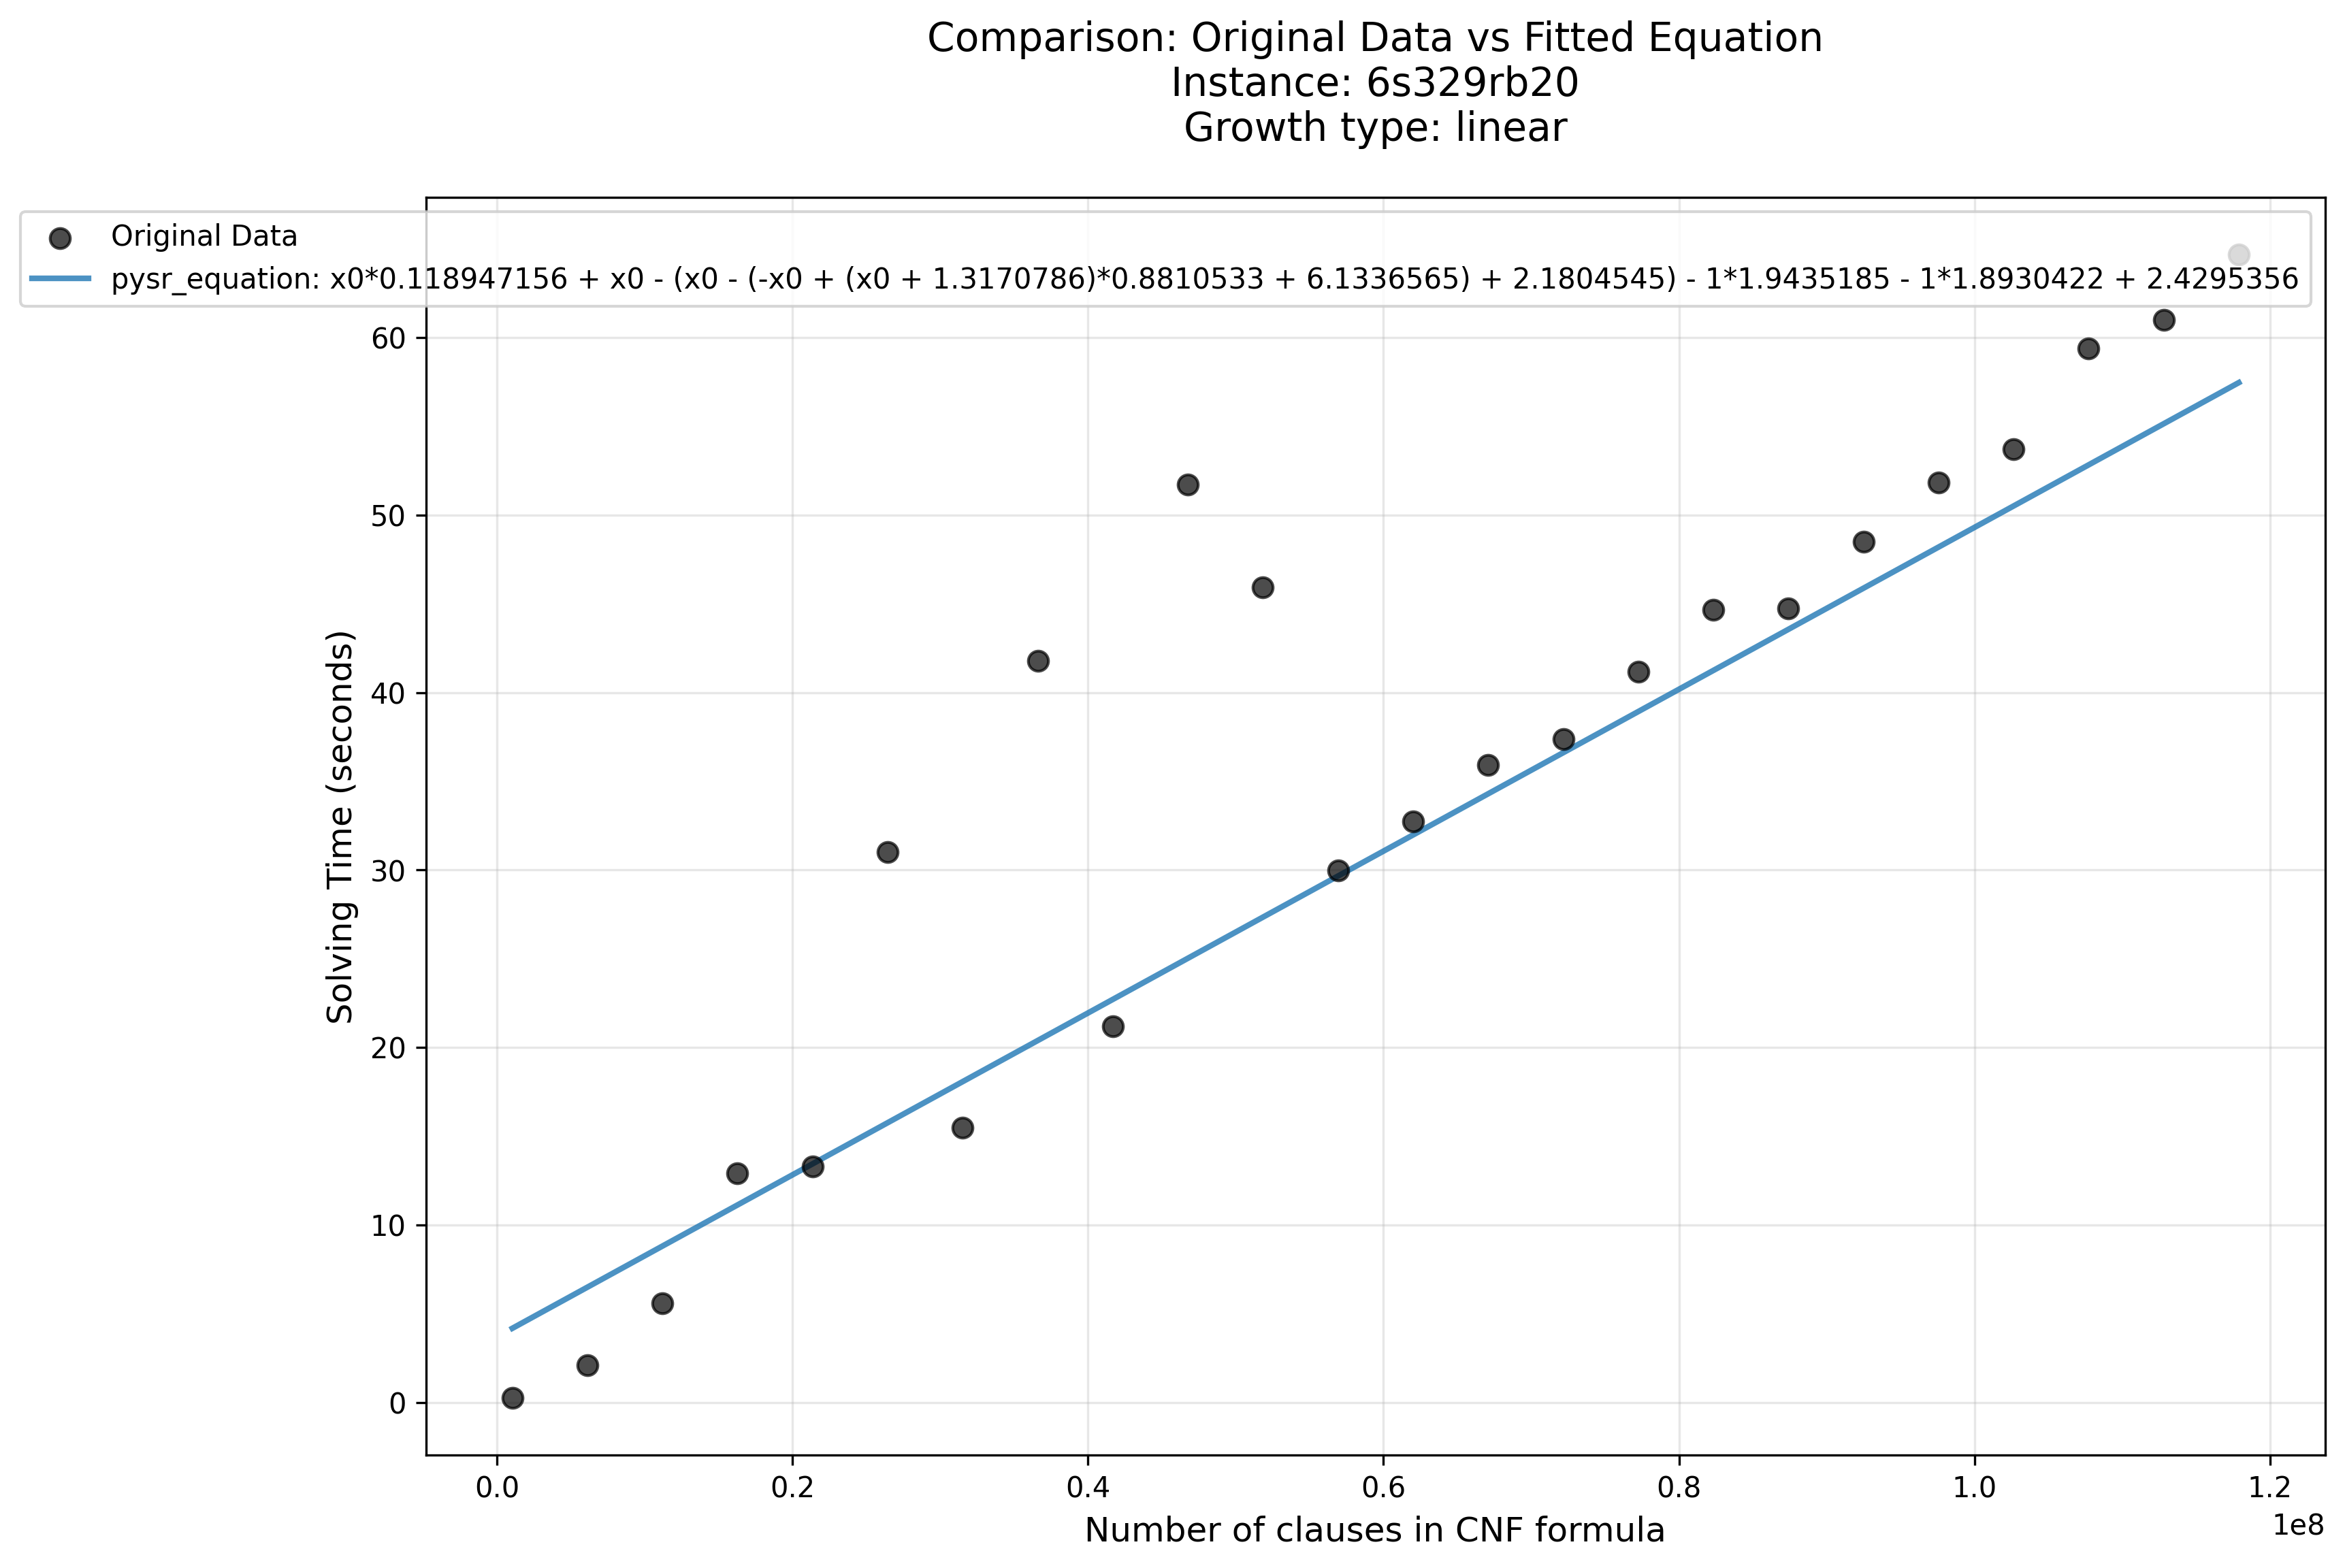 Comparison: Original Data vs Fitted Equation
Instance: 6s329rb20
Growth type: linear
Original Data
pysr_equation: x0*0.118947156 + x0 - (x0 - (-x0 + (x0 + 1.3170786)*0.8810533 + 6.1336565) + 2.1804545) - 1*1.9435185 - 1*1.8930422 + 2.4295356
60
50
40
30
20
10
0
Solving Time (seconds)
0.0 0.2 0.4 0.6 0.8 1.0 1.2
1e8
Number of clauses in CNF formula